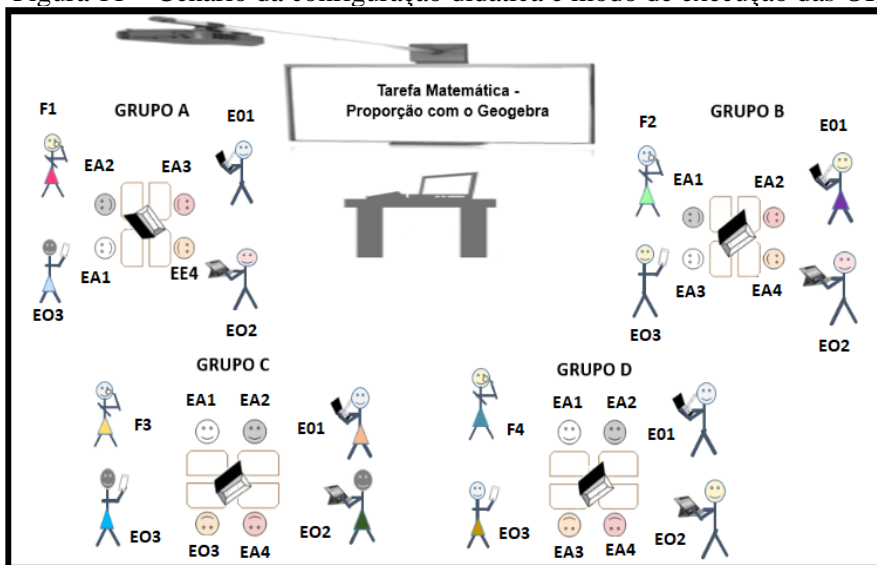 Tarefa Matemática -
Proporção com o Geogebra
GRUPO A
F1
E01
EA2
EA3
EA1
EE4
EO3
EO2
GRUPO B
F2
E01
EA1
EA2
EA3
EA4
EO3
EO2
GRUPO C
EA1
EA2
F3
E01
EO3
EO3
EA4
EO2
GRUPO D
EA1
EA2
F4
E01
EO3
EA3
EA4
EO2